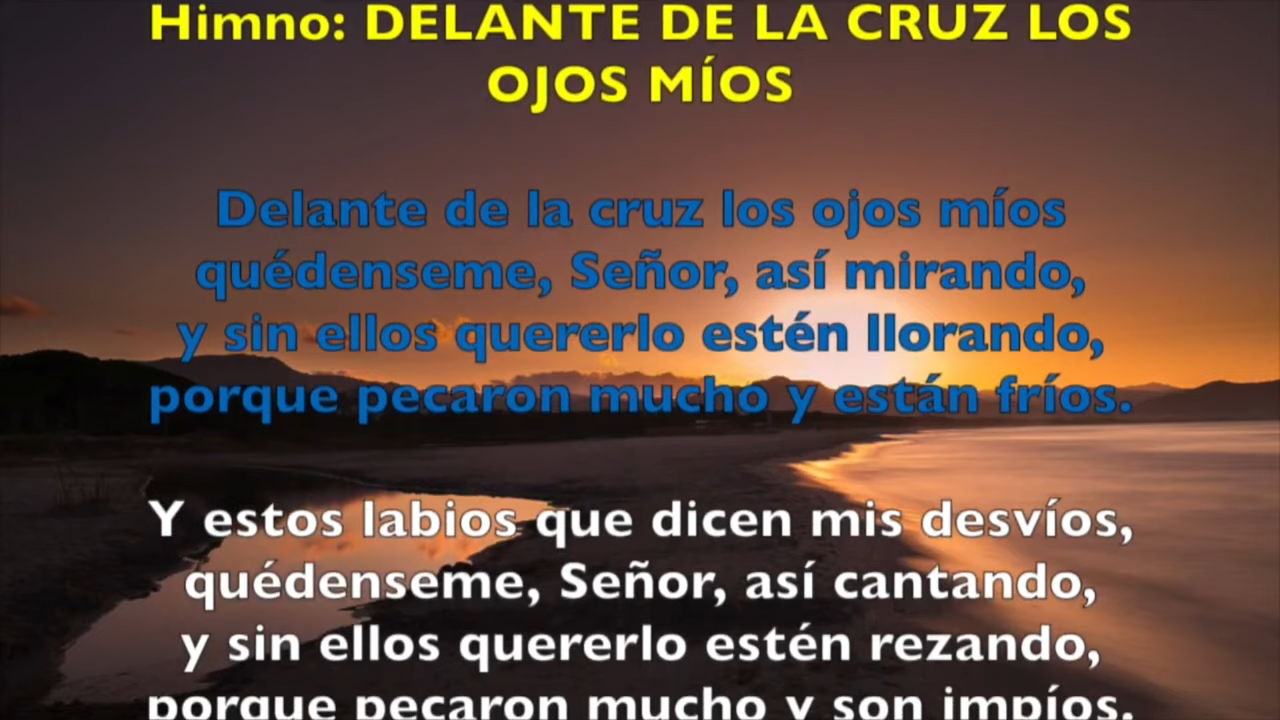 Himno: DELANTE DE LA CRUZ LOS
OJOS MÍOS
Delante de la cruz los ojos míos
quédenseme, Señor, así mirando,
y sin ellos quererlo estén llorando,
porque pecaron mucho y están fríos.
Y estos labios que dicen mis desvíos,
quédenseme, Señor, así cantando,
y sin ellos quererlo estén rezando,
porque pecaron mucho y son impíos.